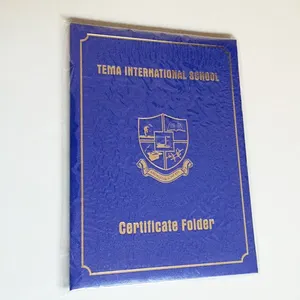 TEMA INTERNATIONAL SCHOOL
Certificate Folder